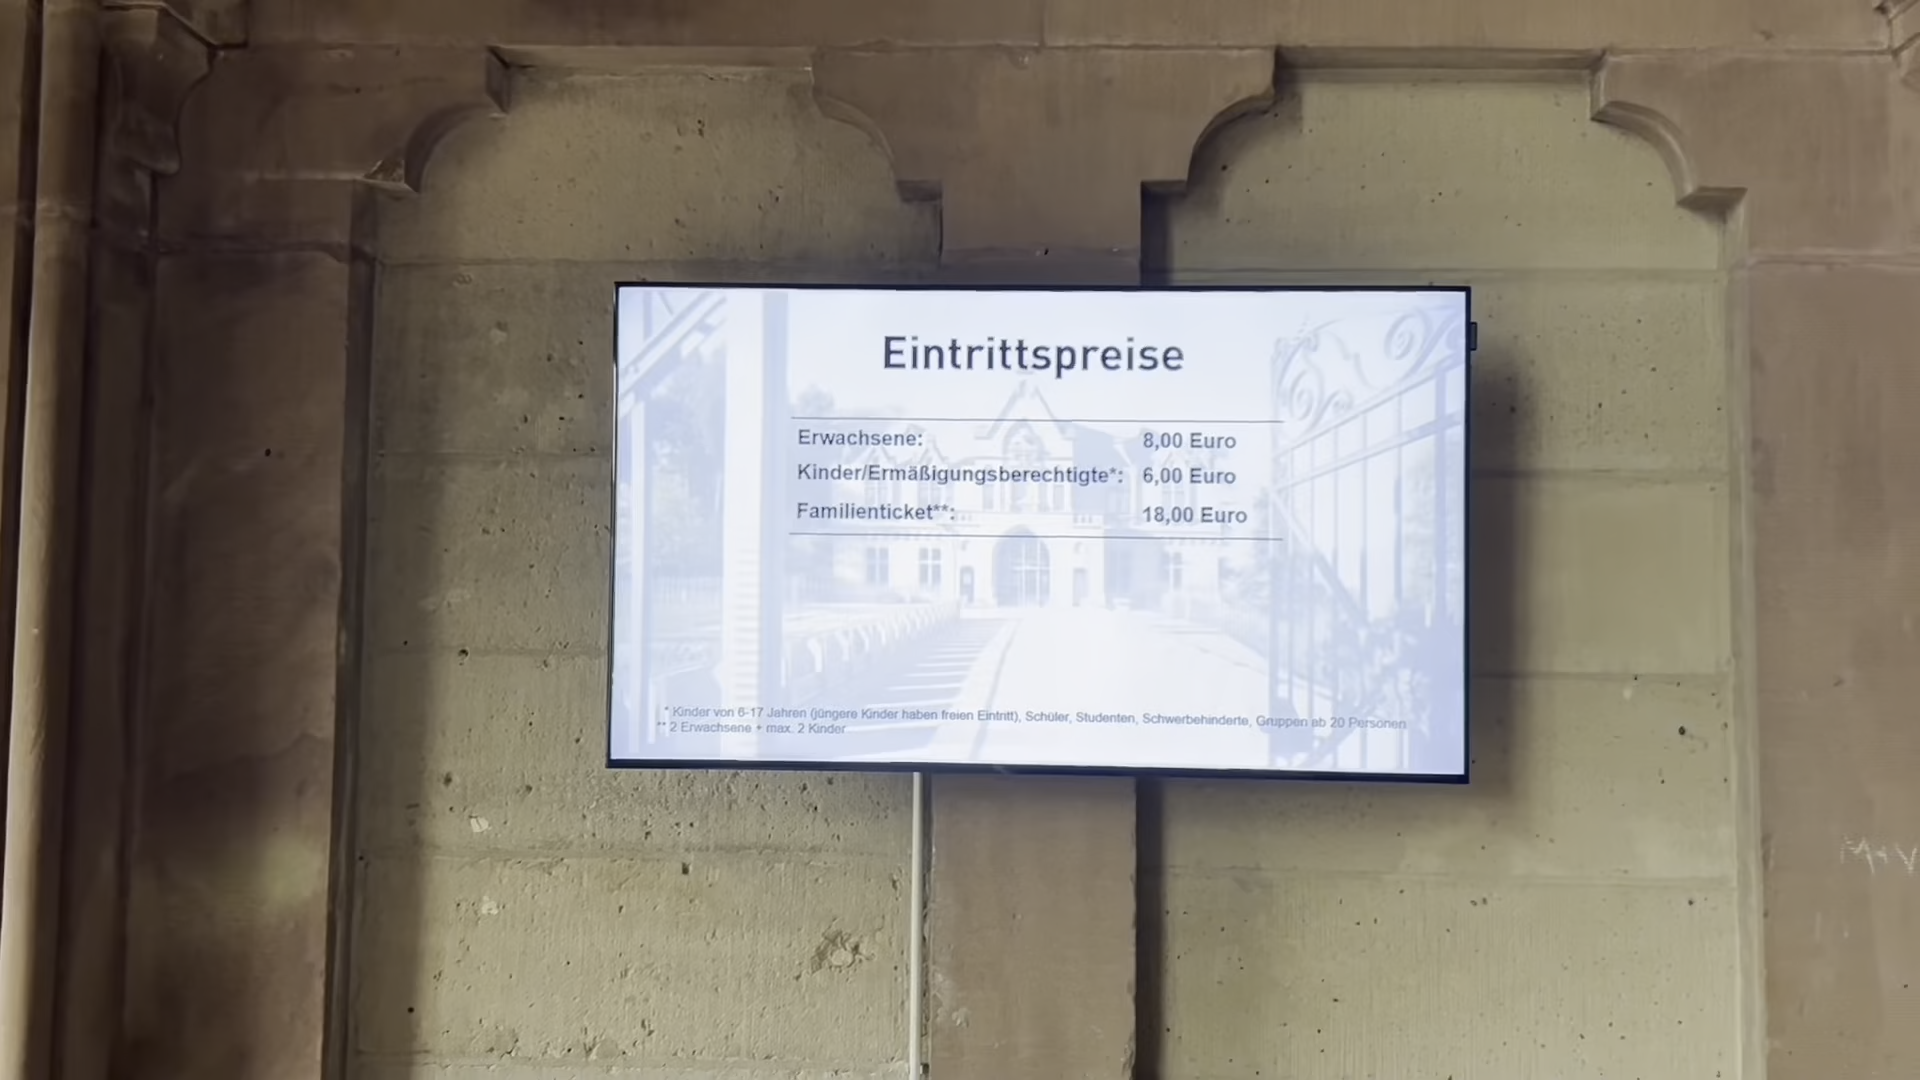 Eintrittspreise
Erwachsene: 8,00 Euro
Kinder/Ermäßigungsberechtigte*: 6,00 Euro
Familienticket**: 18,00 Euro
* Kinder von 6-17 Jahren (jüngere Kinder haben freien Eintritt), Schüler, Studenten, Schwerbehinderte, Gruppen ab 20 Personen
** 2 Erwachsene + max. 2 Kinder
M+V